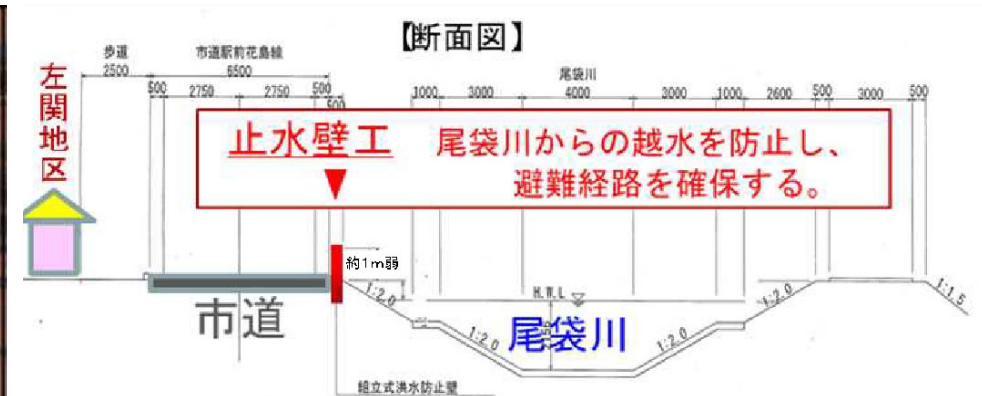 【断面図】
歩道
2500
市道駅前花島線
6500
尾袋川
500
2750
2750
500
500
1000
3000
4000
3000
1000
2600
500
3000
500
左関地区
止水壁工
尾袋川からの越水を防止し、
避難経路を確保する。
約1m弱
1:2.0
H.W.L
1:2.0
1:1.5
市道
1:2.0
尾袋川
1:2.0
組立式洪水防止壁